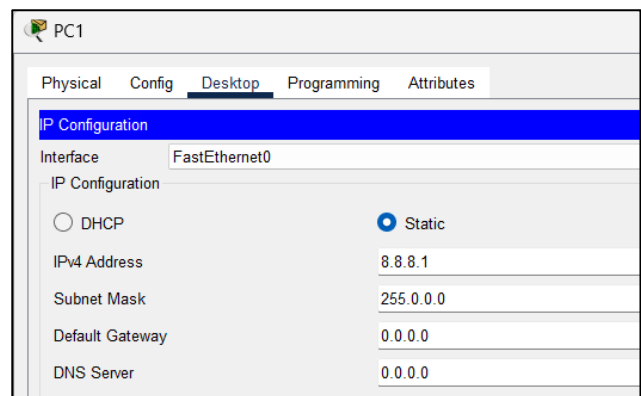 PC1
Physical Config Desktop Programming Attributes
IP Configuration
Interface FastEthernet0
IP Configuration
DHCP Static
IPv4 Address 8.8.8.1
Subnet Mask 255.0.0.0
Default Gateway 0.0.0.0
DNS Server 0.0.0.0